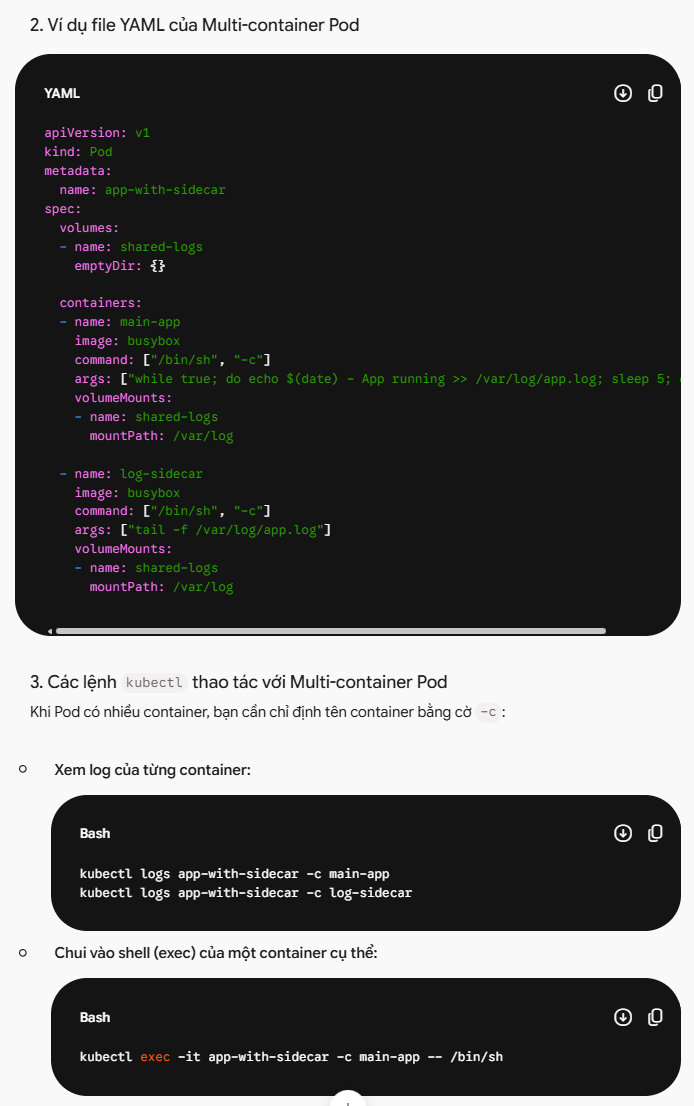 2. Ví dụ file YAML của Multi-container Pod
YAML
apiVersion: v1
kind: Pod
metadata:
  name: app-with-sidecar
spec:
  volumes:
  - name: shared-logs
    emptyDir: {}
  containers:
  - name: main-app
    image: busybox
    command: ["/bin/sh", "-c"]
    args: ["while true; do echo $(date) - App running >> /var/log/app.log; sleep 5;
    volumeMounts:
    - name: shared-logs
      mountPath: /var/log
  - name: log-sidecar
    image: busybox
    command: ["/bin/sh", "-c"]
    args: ["tail -f /var/log/app.log"]
    volumeMounts:
    - name: shared-logs
      mountPath: /var/log
3. Các lệnh kubectl thao tác với Multi-container Pod
Khi Pod có nhiều container, bạn cần chỉ định tên container bằng cờ -c :
Xem log của từng container:
Bash
kubectl logs app-with-sidecar -c main-app
kubectl logs app-with-sidecar -c log-sidecar
Chui vào shell (exec) của một container cụ thể:
Bash
kubectl exec -it app-with-sidecar -c main-app -- /bin/sh